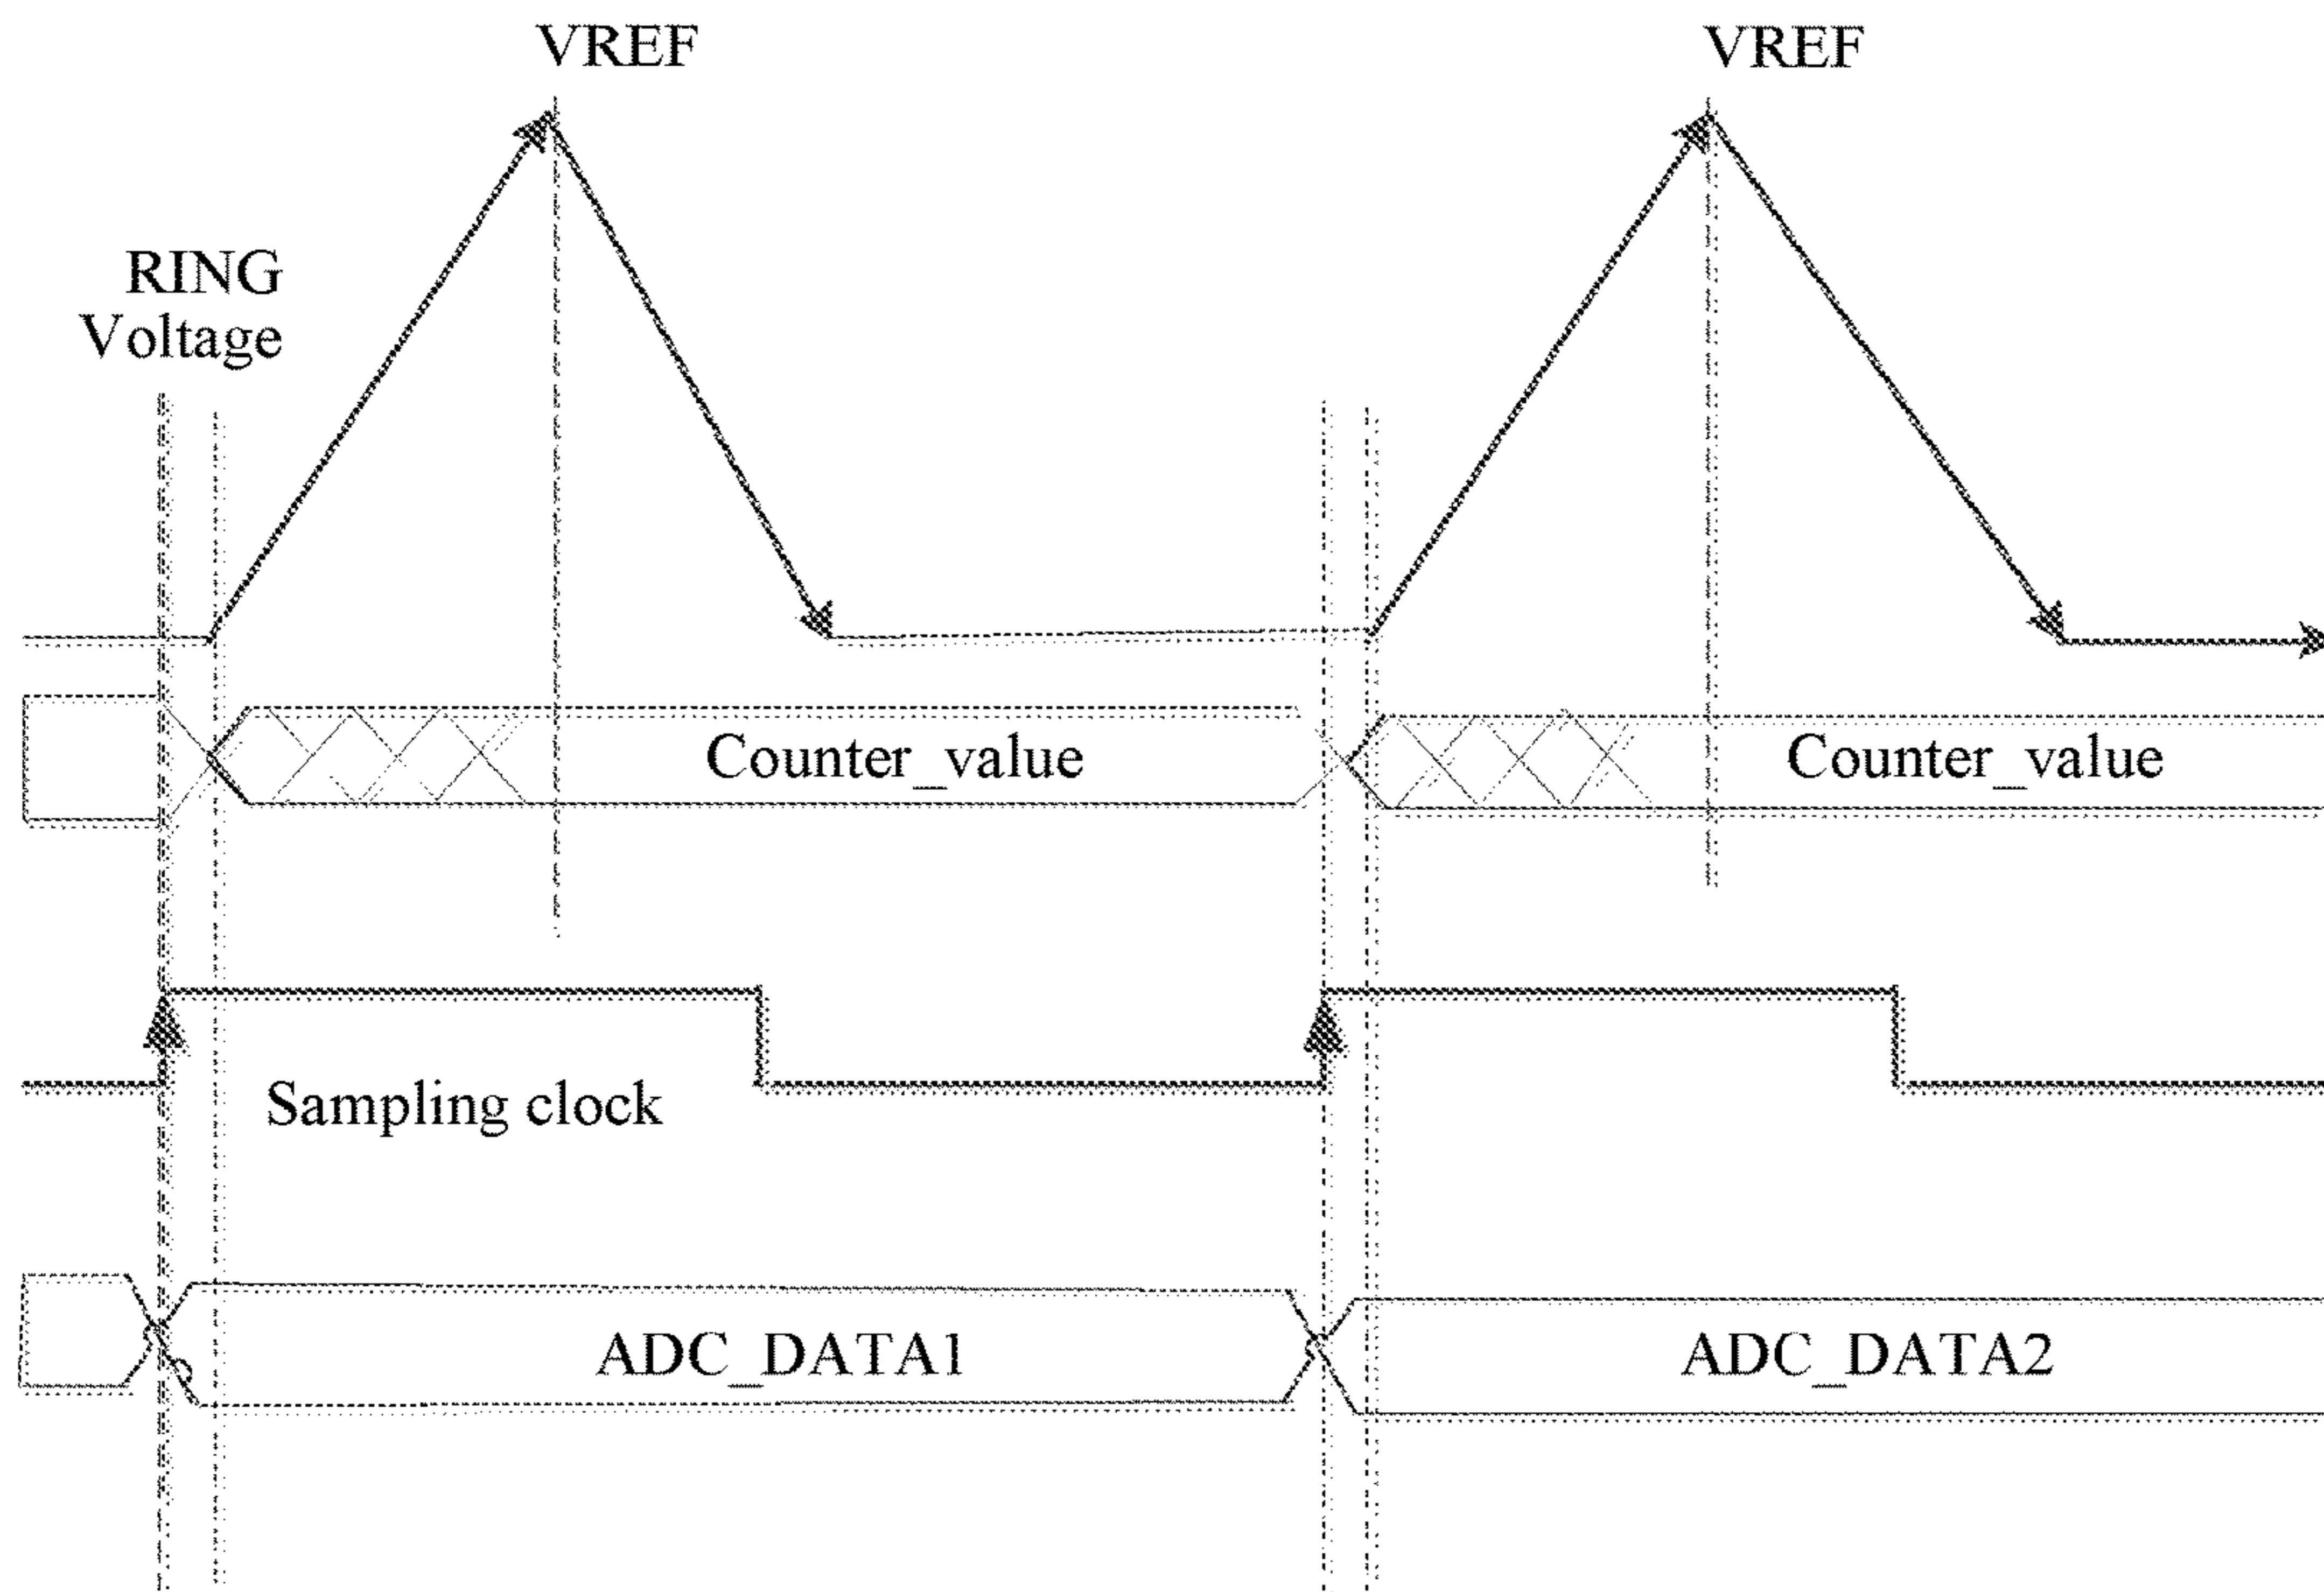 VREF
VREF
RING
Voltage
Counter_value
Counter_value
Sampling clock
ADC_DATA1
ADC_DATA2